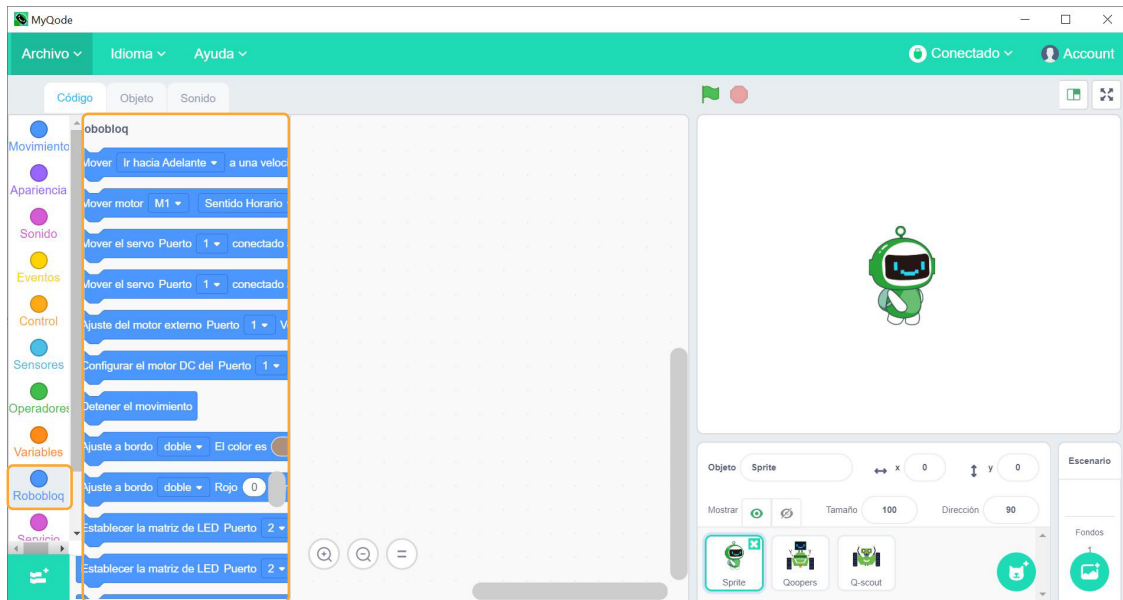 MyQode
Archivo Idioma Ayuda Conectado Account
Código Objeto Sonido
Movimiento
Apariencia
Sonido
Eventos
Control
Sensores
Operadores
Variables
Robobloq
Servicio
robobloq
Mover Ir hacia Adelante a una veloci
Mover motor M1 Sentido Horario
Mover el servo Puerto 1 conectado
Mover el servo Puerto 1 conectado
Ajuste del motor externo Puerto 1 V
Configurar el motor DC del Puerto 1
Detener el movimiento
Ajuste a bordo doble El color es
Ajuste a bordo doble Rojo 0
Establecer la matriz de LED Puerto 2
Establecer la matriz de LED Puerto 2
Objeto Sprite x 0 y 0
Mostrar Tamaño 100 Dirección 90
Sprite Qoopers Q-scout
Escenario
Fondos
1